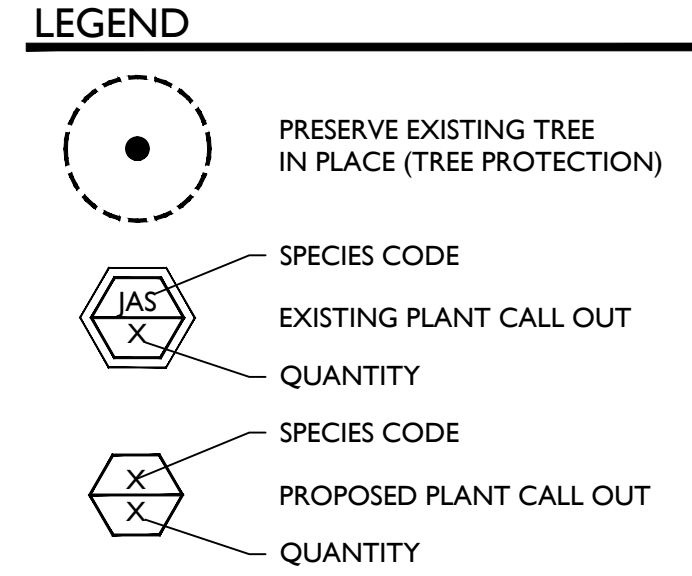 LEGEND
PRESERVE EXISTING TREE
IN PLACE (TREE PROTECTION)
SPECIES CODE
JAS
EXISTING PLANT CALL OUT
X
QUANTITY
SPECIES CODE
X
PROPOSED PLANT CALL OUT
X
QUANTITY